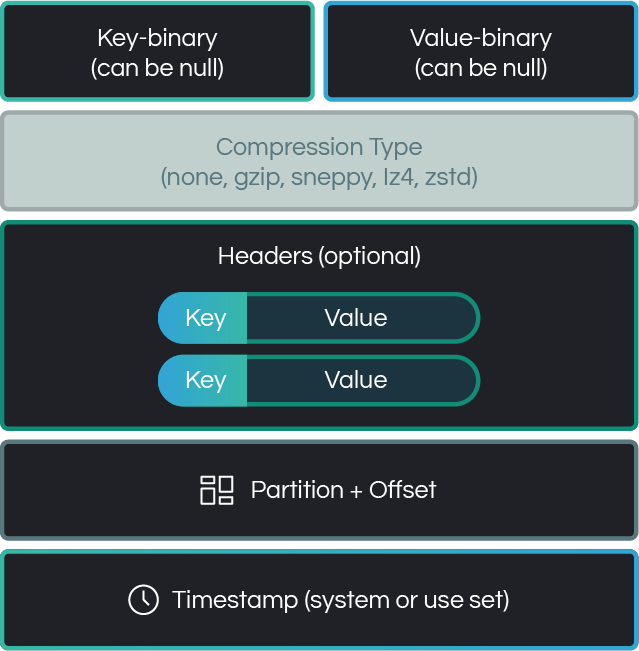 Key-binary
(can be null)
Value-binary
(can be null)
Compression Type
(none, gzip, sneppy, lz4, zstd)
Headers (optional)
Key Value
Key Value
Partition + Offset
Timestamp (system or use set)